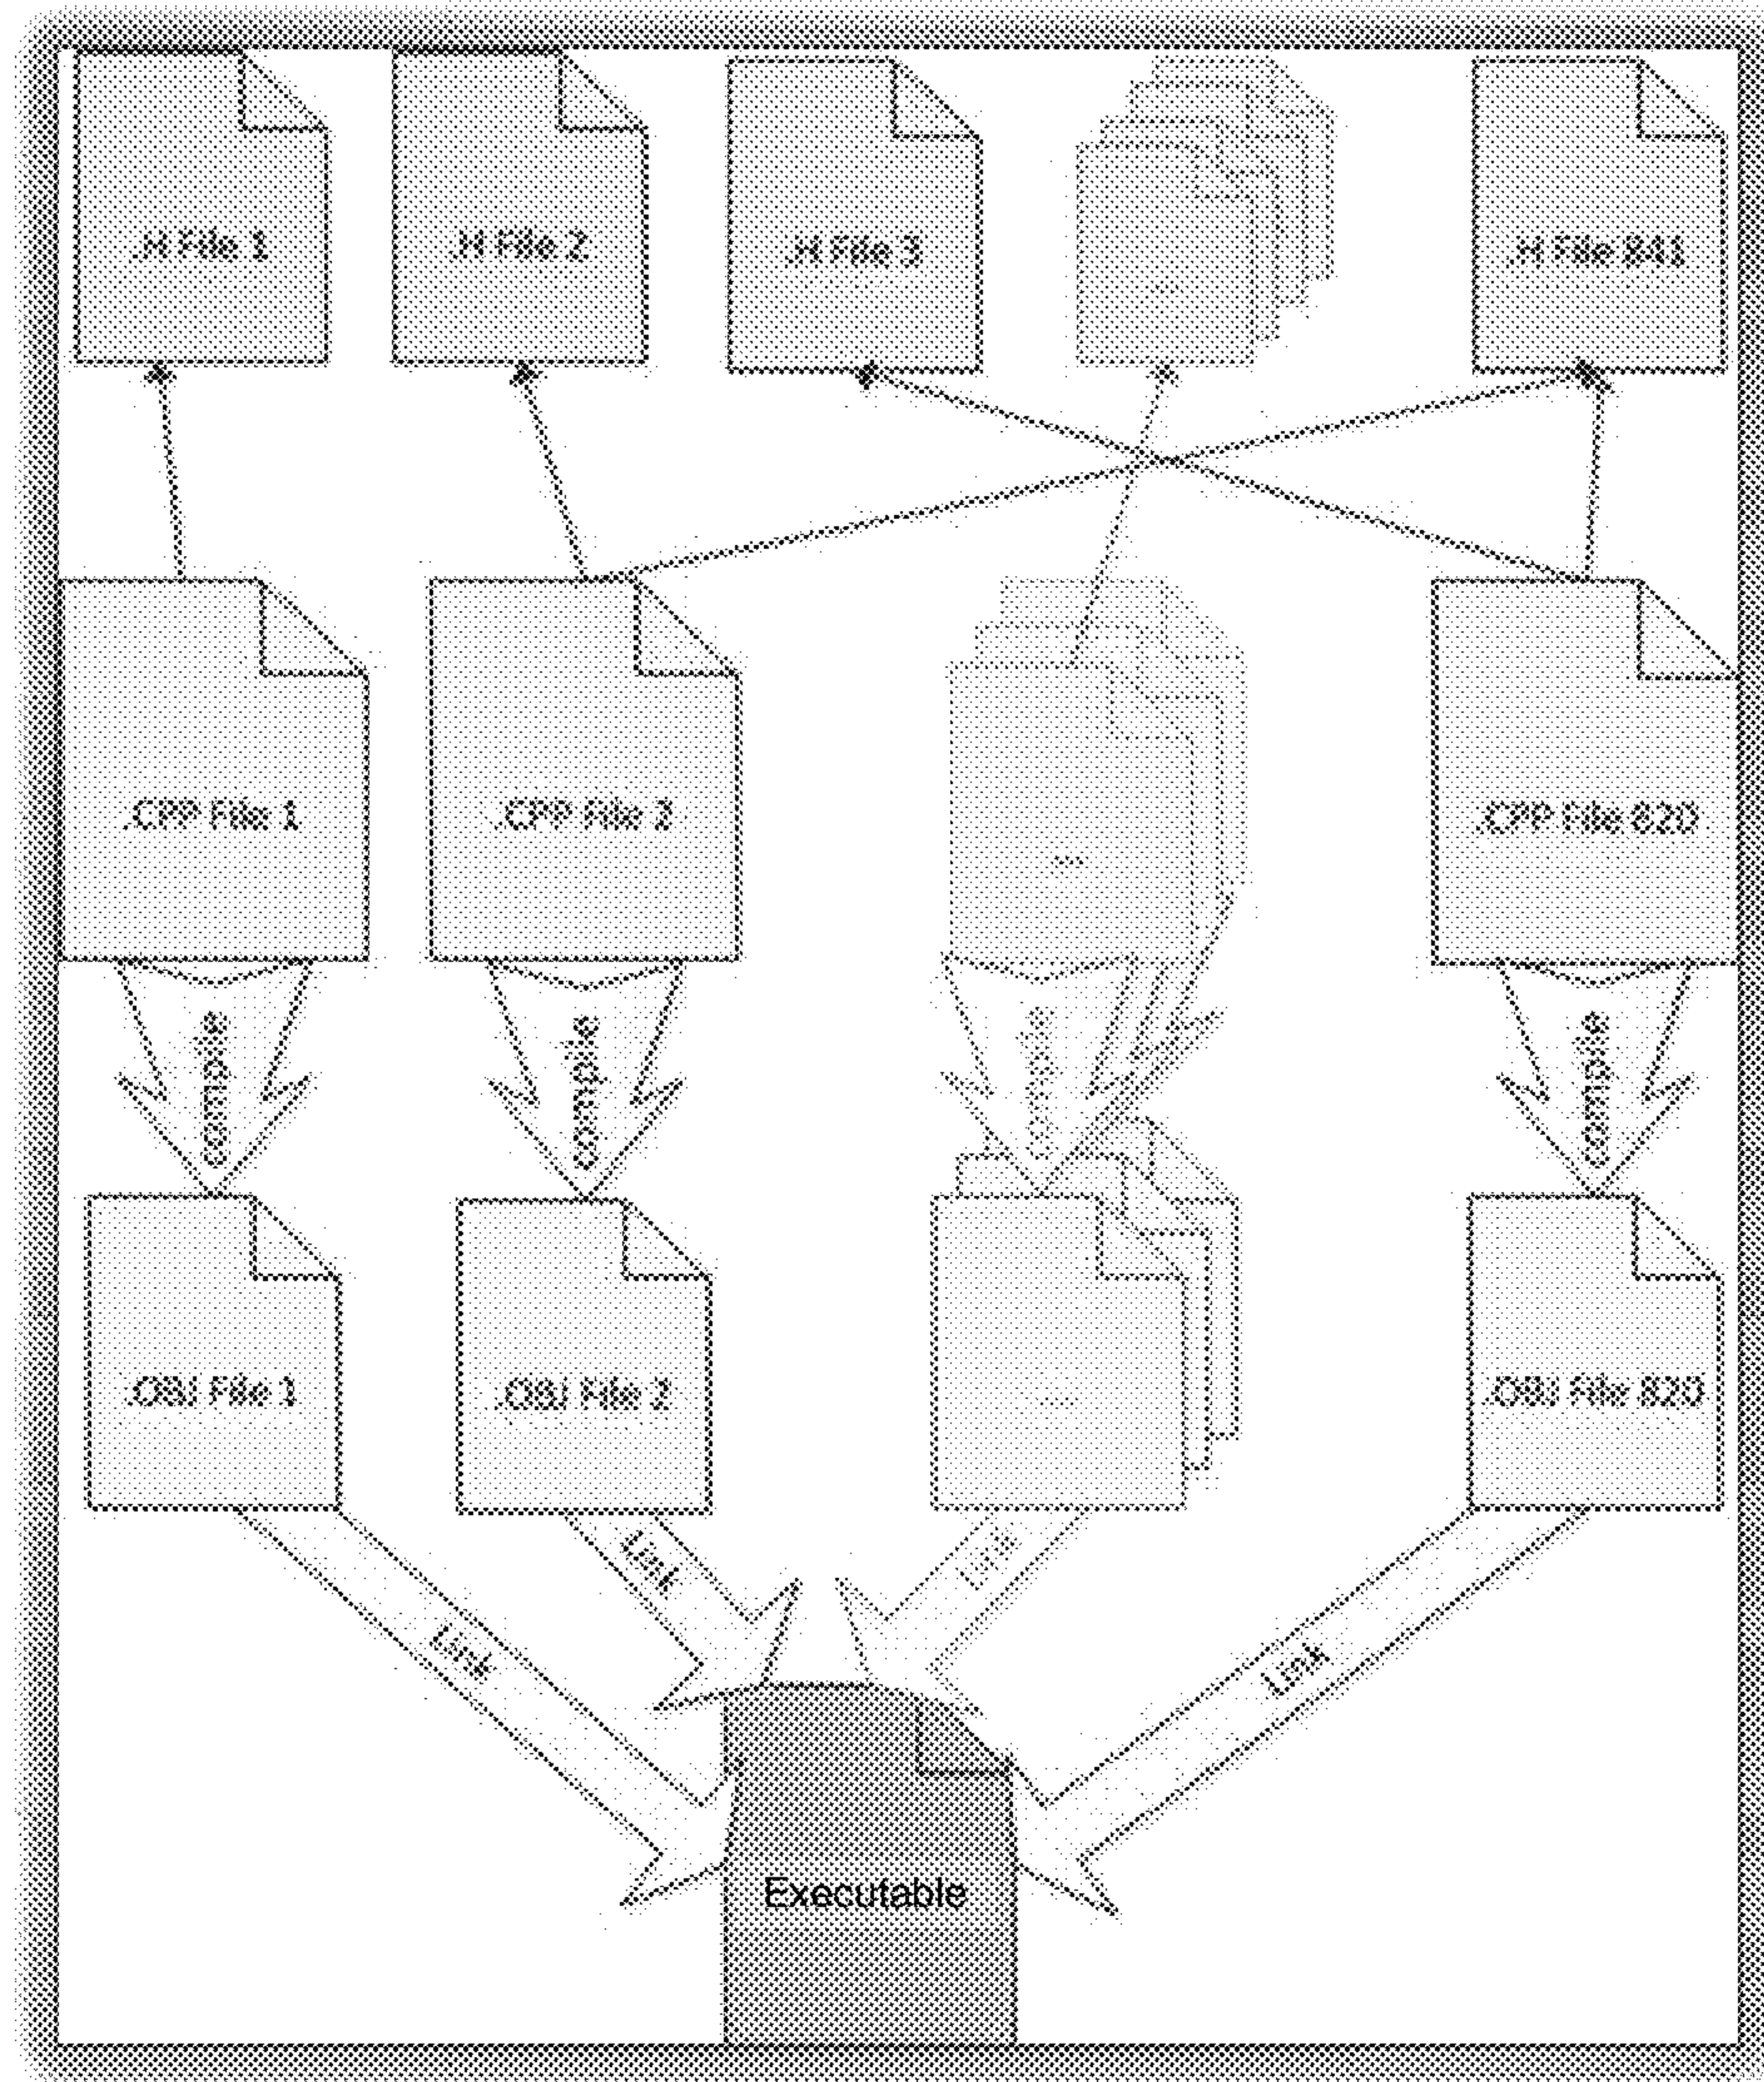 .H File 1
.H File 2
.H File 3
...
.H File 841
.CPP File 1
.CPP File 2
...
.CPP File 820
compile
compile
compile
compile
.OBJ File 1
.OBJ File 2
...
.OBJ File 820
Link
Link
Link
Link
Executable